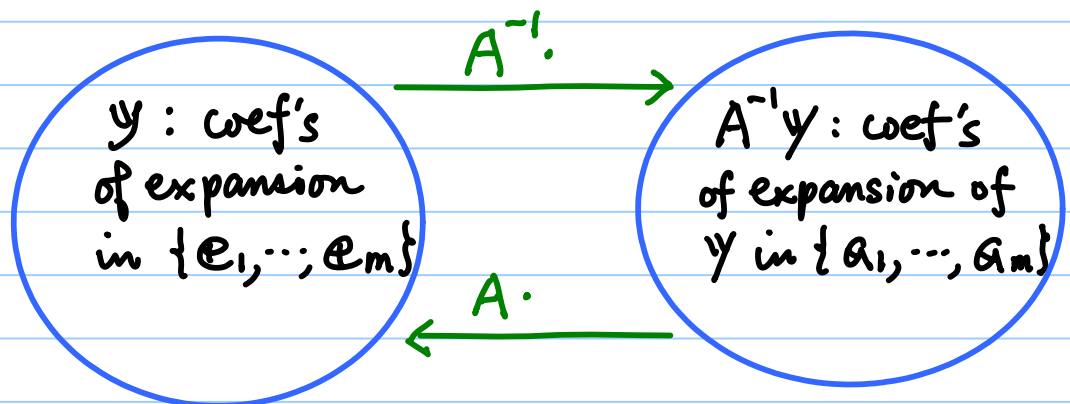 A⁻¹·
y : coef's
of expansion
in {e₁,⋯,eₘ}
A⁻¹y : coef's
of expansion of
y in {a₁,⋯,aₘ}
A·